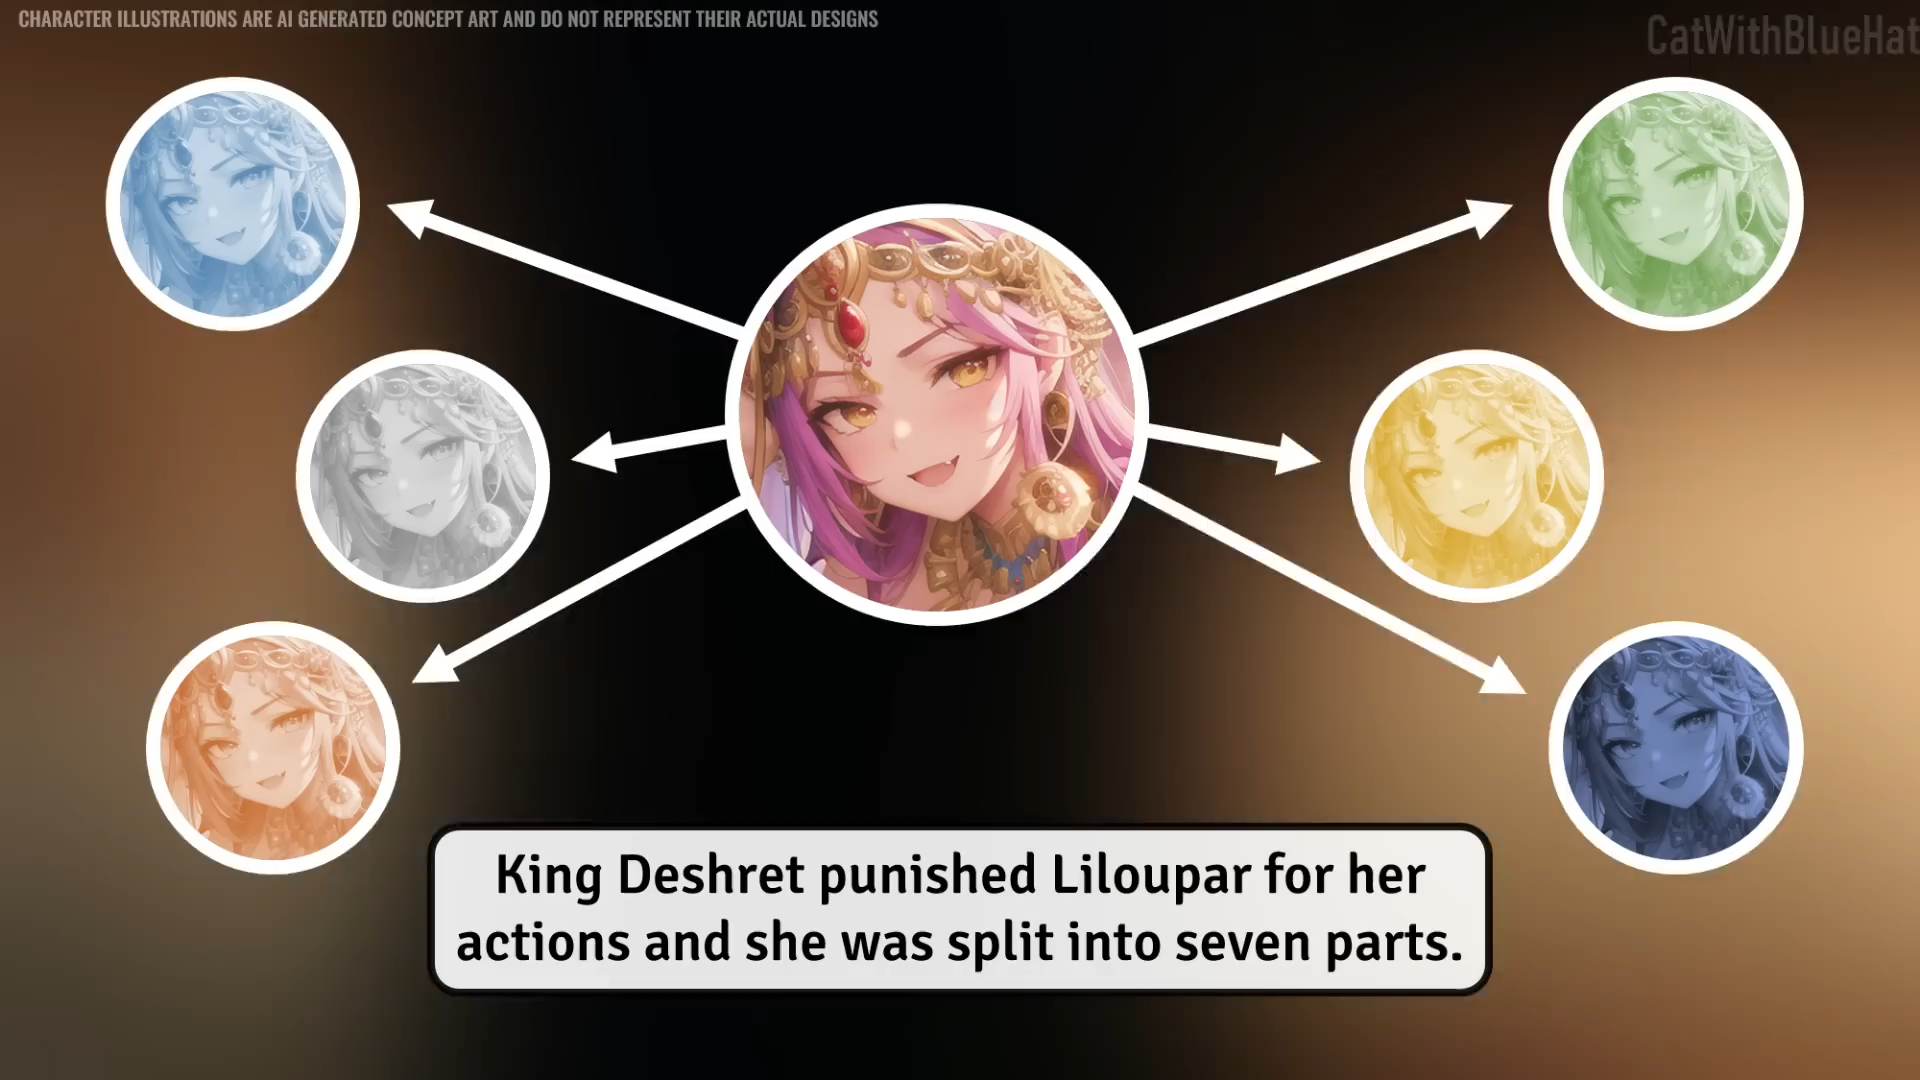 CHARACTER ILLUSTRATIONS ARE AI GENERATED CONCEPT ART AND DO NOT REPRESENT THEIR ACTUAL DESIGNS
CatWithBlueHat
King Deshret punished Liloupar for her
actions and she was split into seven parts.